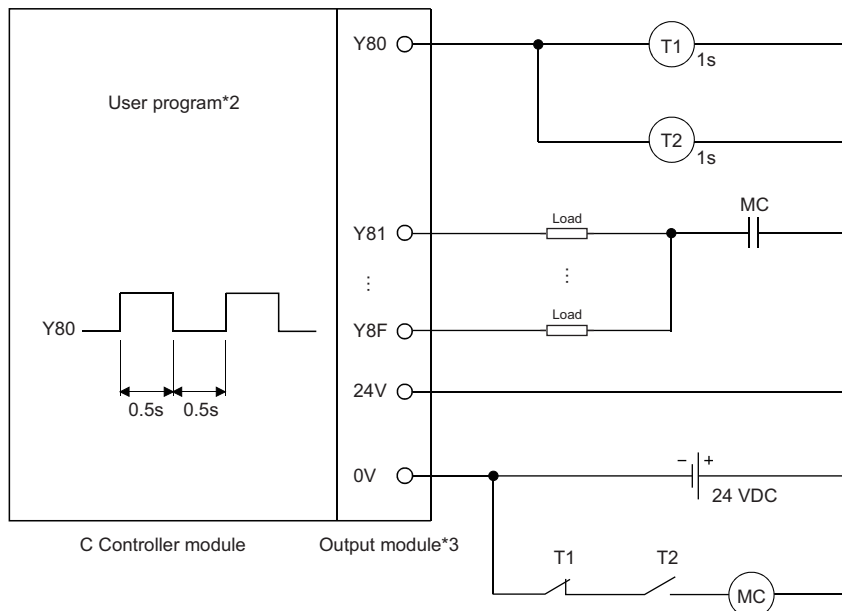 Y80
T1
1s
User program*2
T2
1s
MC
Y81
Load
⋮
⋮
Y80
Y8F
Load
24V
0.5s
0.5s
0V
− +
24 VDC
C Controller module
Output module*3
T1
T2
MC